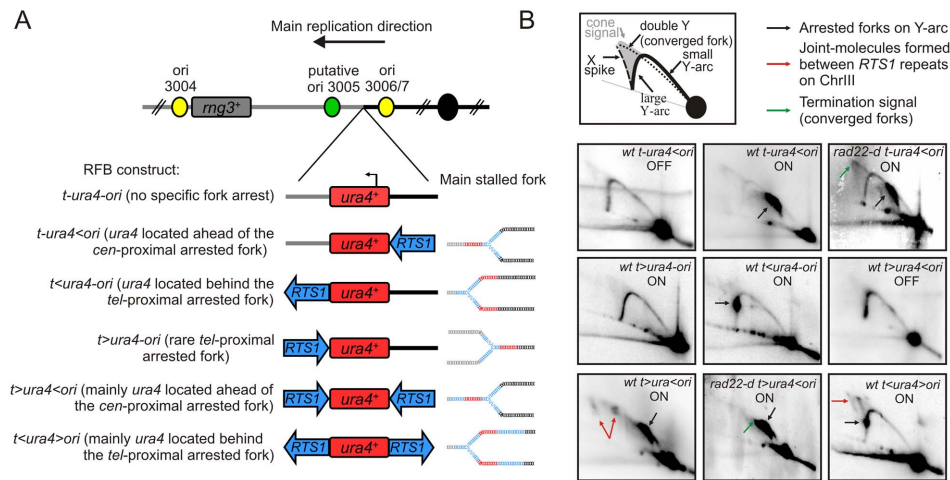 A
Main replication direction
ori
3004
rng3+
putative
ori 3005
ori
3006/7
RFB construct:
Main stalled fork
t-ura4-ori (no specific fork arrest)
ura4+
t-ura4<ori (ura4 located ahead of the
cen-proximal arrested fork)
ura4+
RTS1
t<ura4-ori (ura4 located behind the
tel-proximal arrested fork)
RTS1
ura4+
t>ura4-ori (rare tel-proximal
arrested fork)
RTS1
ura4+
t>ura4<ori (mainly ura4 located ahead of
the cen-proximal arrested fork)
RTS1
ura4+
RTS1
t<ura4>ori (mainly ura4 located behind
the tel-proximal arrested fork)
RTS1
ura4+
RTS1
B
cone
signal
double Y
(converged fork)
small
Y-arc
X
spike
large
Y-arc
Arrested forks on Y-arc
Joint-molecules formed
between RTS1 repeats
on ChrIII
Termination signal
(converged forks)
wt t-ura4<ori
OFF
wt t-ura4<ori
ON
rad22-d t-ura4<ori
ON
wt t>ura4-ori
ON
wt t<ura4-ori
ON
wt t>ura4<ori
OFF
wt t>ura<ori
ON
rad22-d t>ura4<ori
ON
wt t<ura4>ori
ON